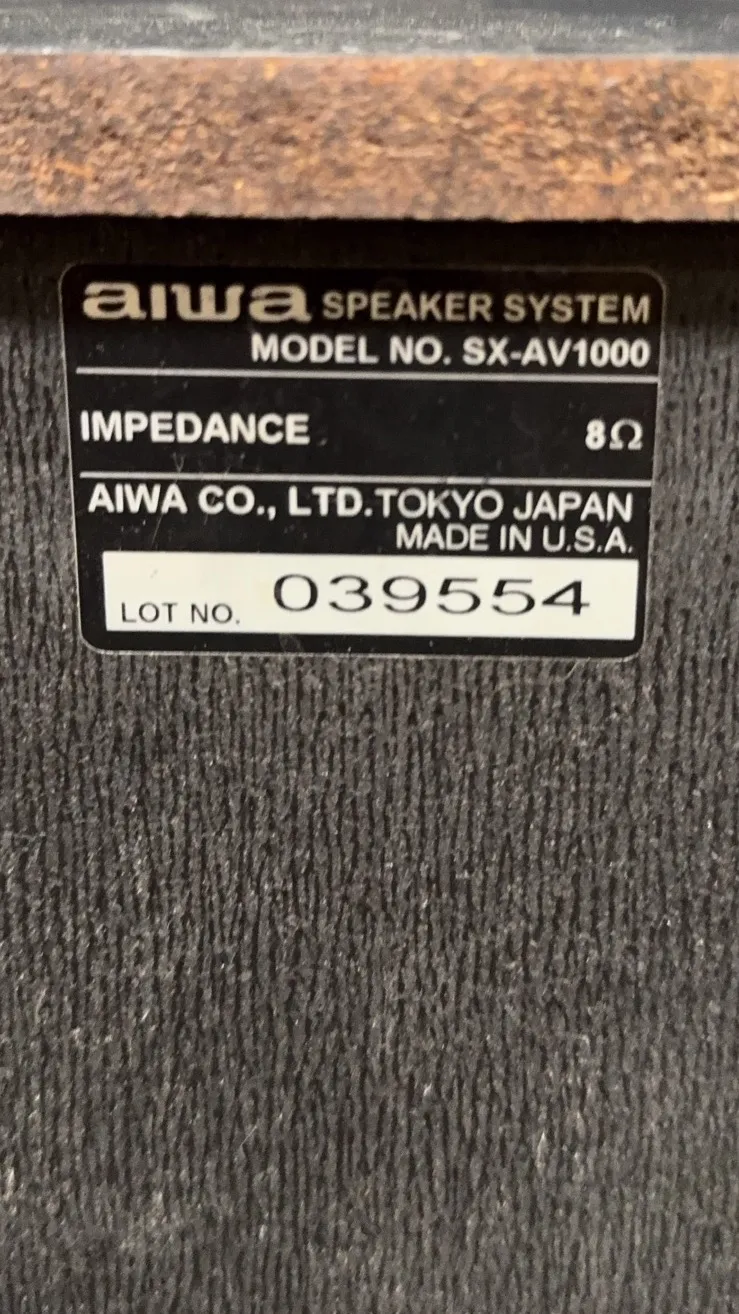 aiwa SPEAKER SYSTEM
MODEL NO. SX-AV1000
IMPEDANCE 8Ω
AIWA CO., LTD. TOKYO JAPAN
MADE IN U.S.A.
LOT NO. 039554